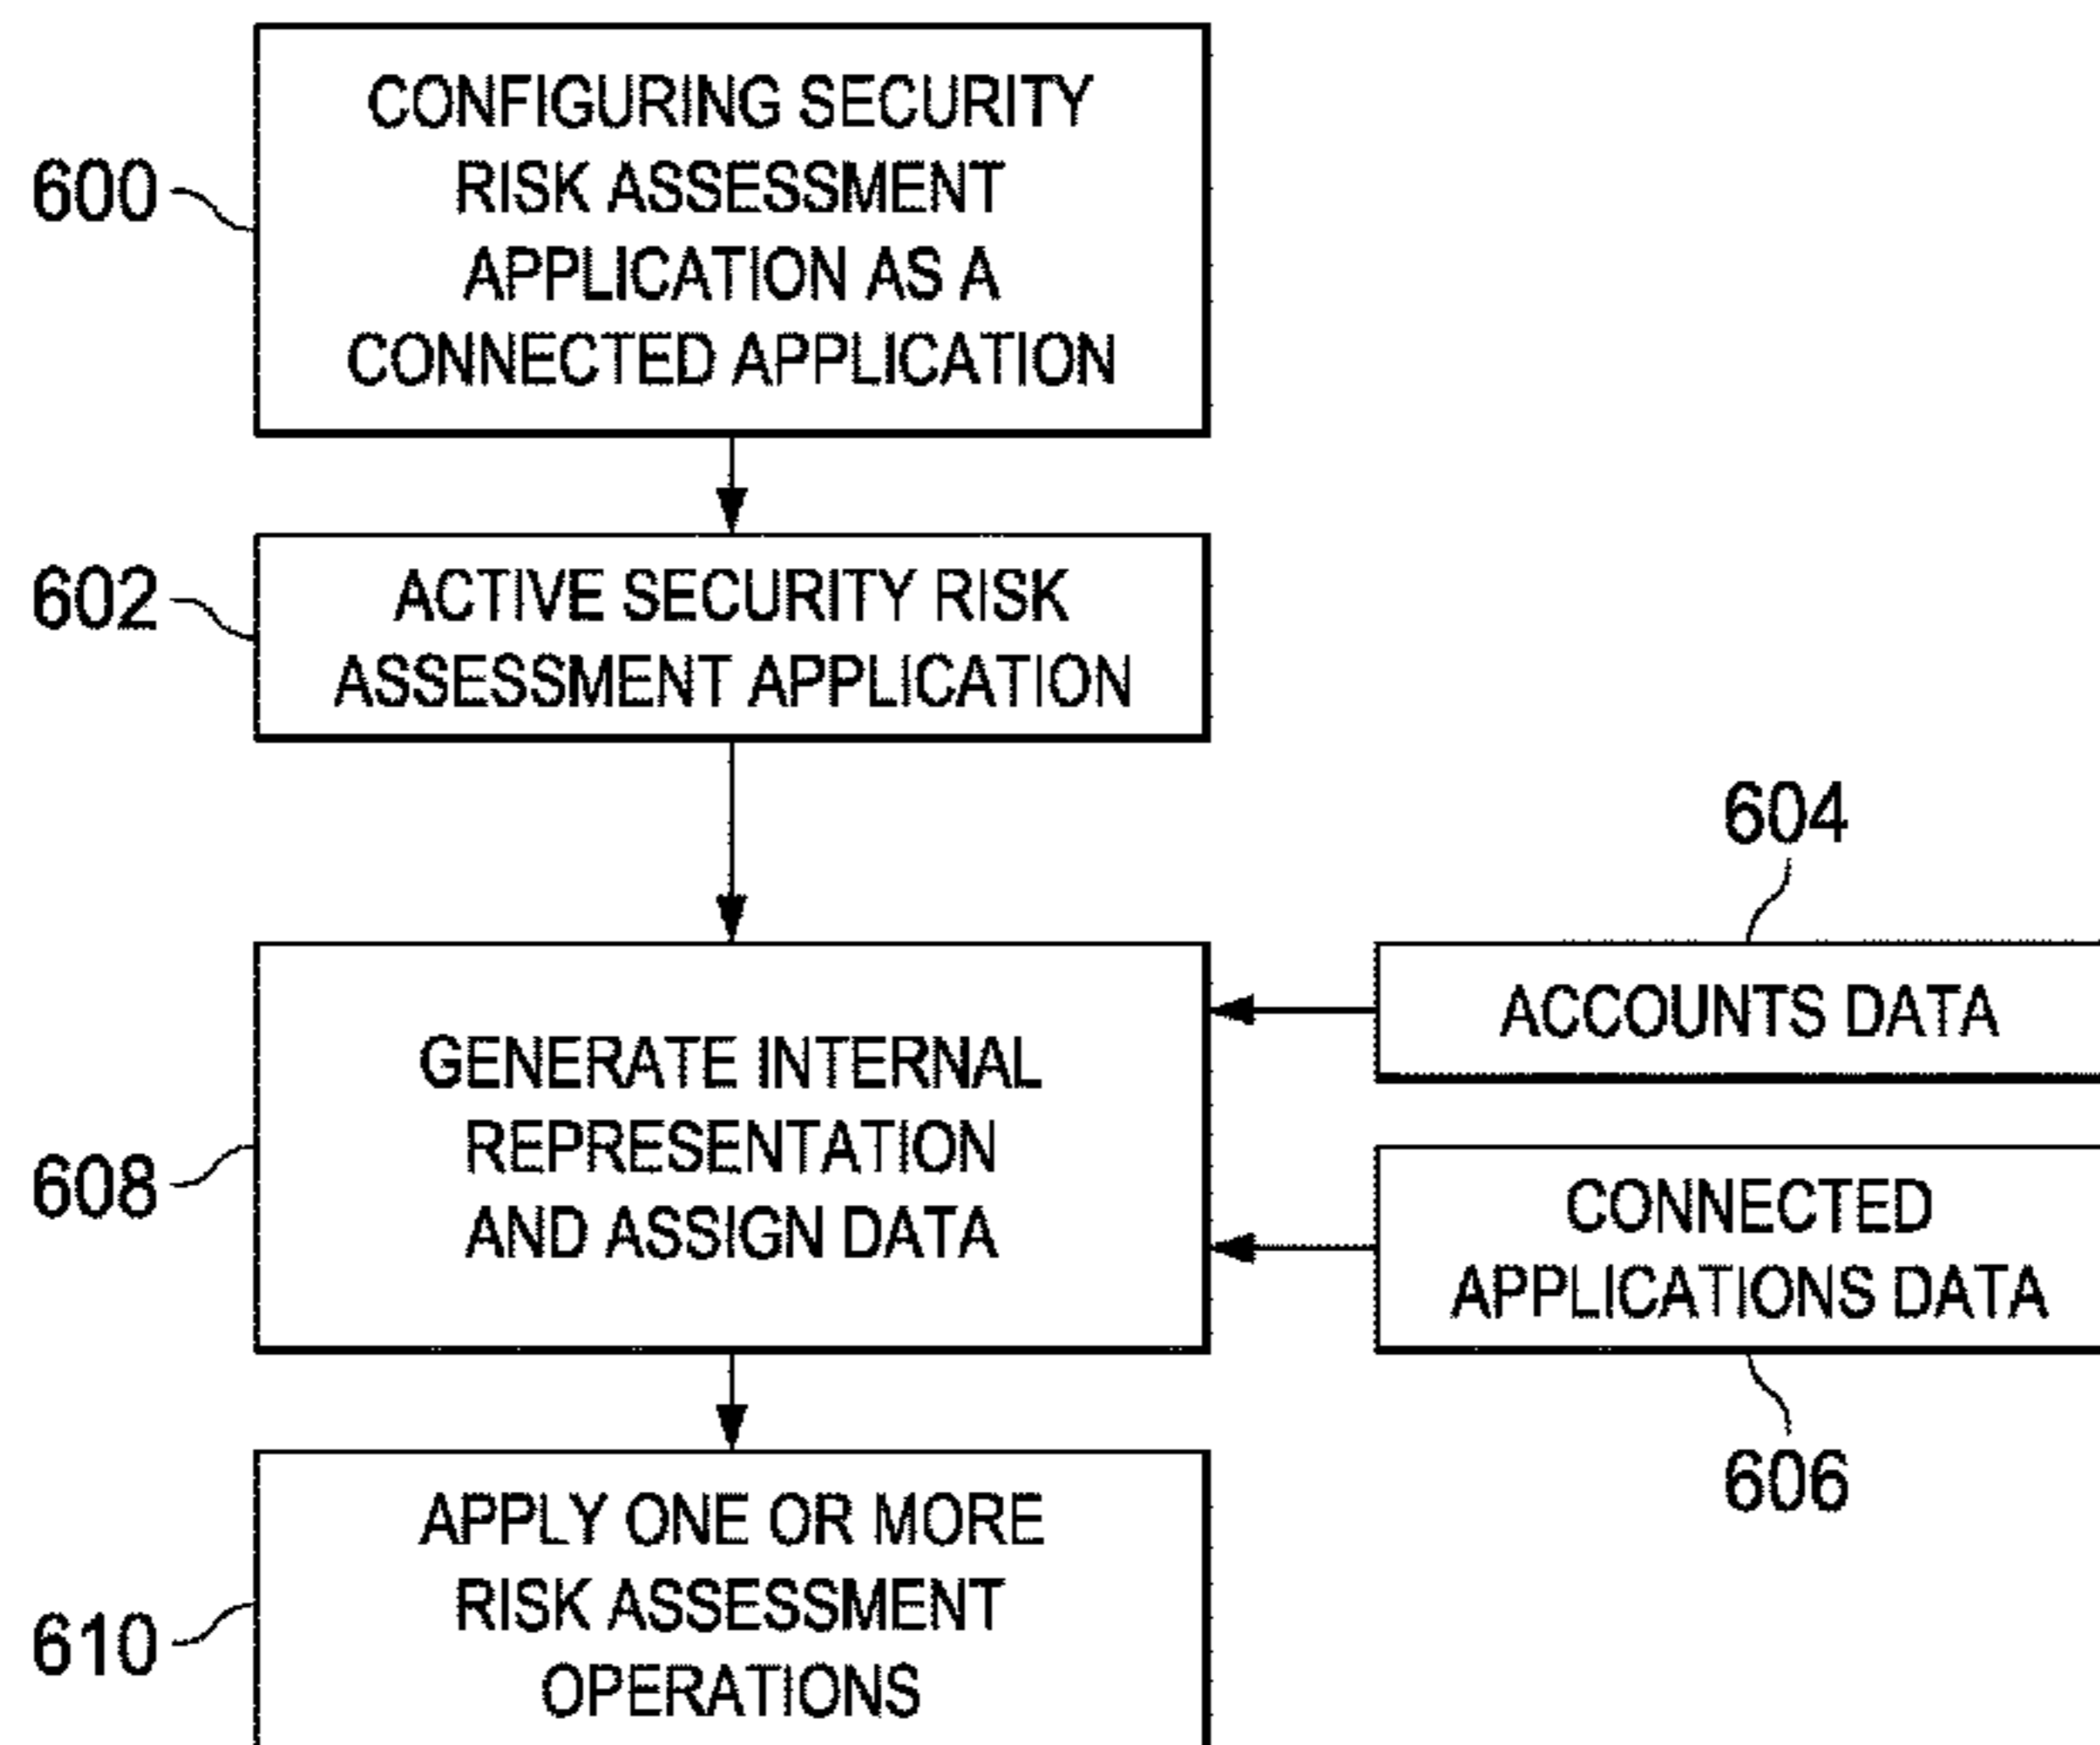 CONFIGURING SECURITY
RISK ASSESSMENT
APPLICATION AS A
CONNECTED APPLICATION
600
ACTIVE SECURITY RISK
ASSESSMENT APPLICATION
602
604
ACCOUNTS DATA
GENERATE INTERNAL
REPRESENTATION
AND ASSIGN DATA
608
CONNECTED
APPLICATIONS DATA
606
APPLY ONE OR MORE
RISK ASSESSMENT
OPERATIONS
610